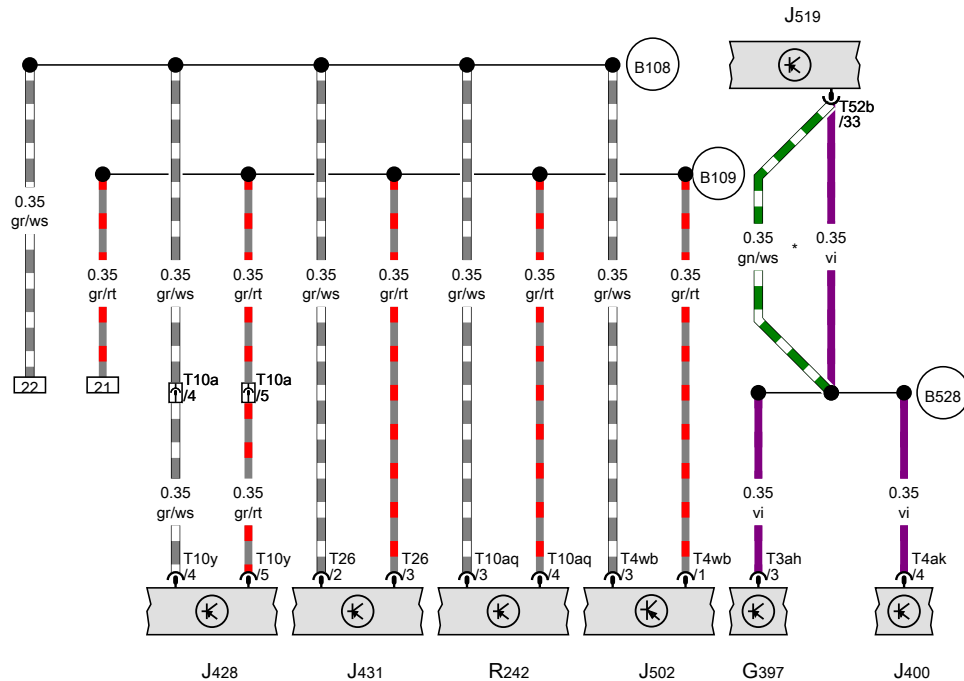 J519
B108
T52b
/33
B109
0.35
gr/ws
0.35
gr/rt
0.35
gr/ws
0.35
gr/rt
0.35
gr/ws
0.35
gr/rt
0.35
gr/ws
0.35
gr/rt
0.35
gr/ws
0.35
gr/rt
0.35
gn/ws
*
0.35
vi
22
21
T10a
/4
T10a
/5
B528
0.35
gr/ws
0.35
gr/rt
0.35
vi
0.35
vi
T10y
/4
T10y
/5
T26
/2
T26
/3
T10aq
/3
T10aq
/4
T4wb
/3
T4wb
/1
T3ah
/3
T4ak
/4
J428
J431
R242
J502
G397
J400